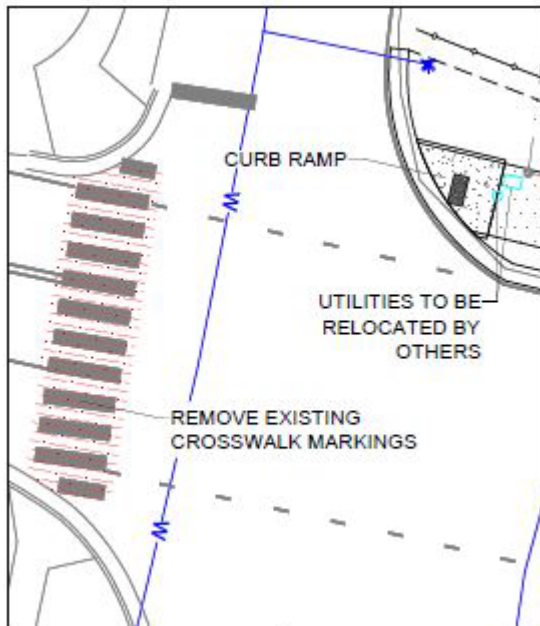 CURB RAMP
W
UTILITIES TO BE
RELOCATED BY
OTHERS
REMOVE EXISTING
CROSSWALK MARKINGS
W